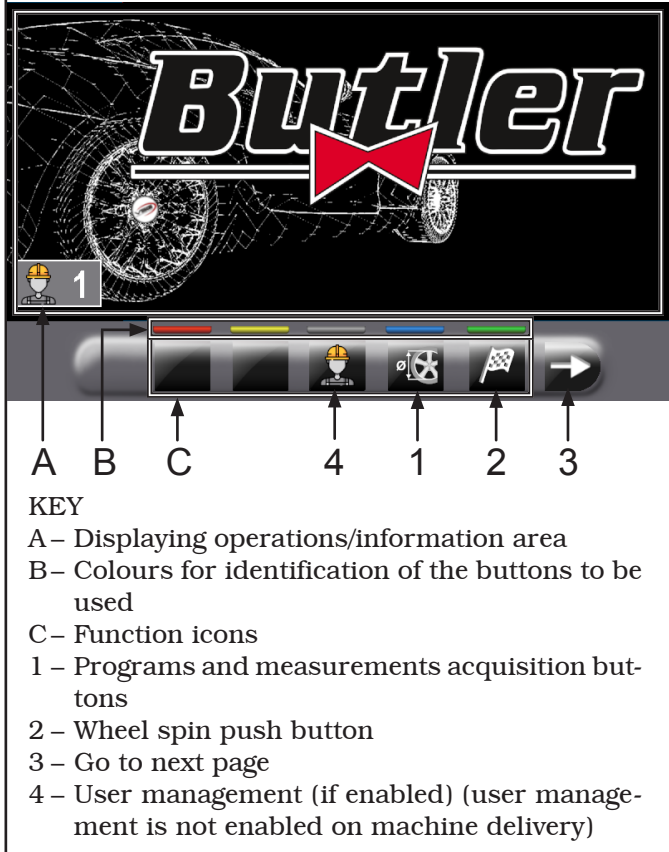 Butler
1
ø
A B C 4 1 2 3
KEY
A – Displaying operations/information area
B – Colours for identification of the buttons to be
used
C – Function icons
1 – Programs and measurements acquisition but-
tons
2 – Wheel spin push button
3 – Go to next page
4 – User management (if enabled) (user manage-
ment is not enabled on machine delivery)